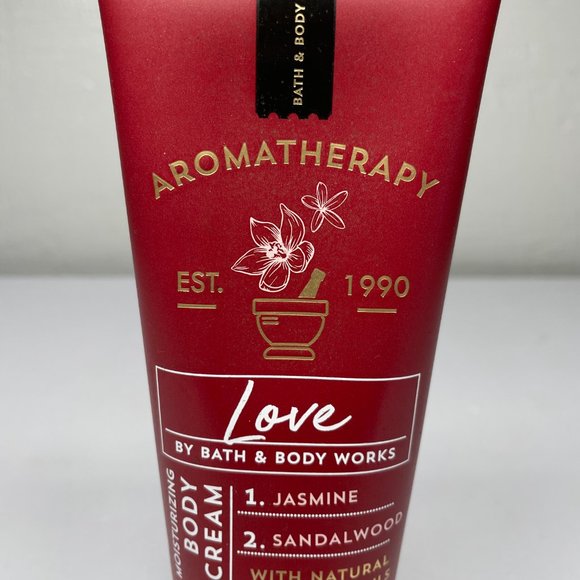 BATH & BODY
AROMATHERAPY
EST. 1990
Love
BY BATH & BODY WORKS
MOISTURIZING
BODY
CREAM
1. JASMINE
2. SANDALWOOD
WITH NATURAL